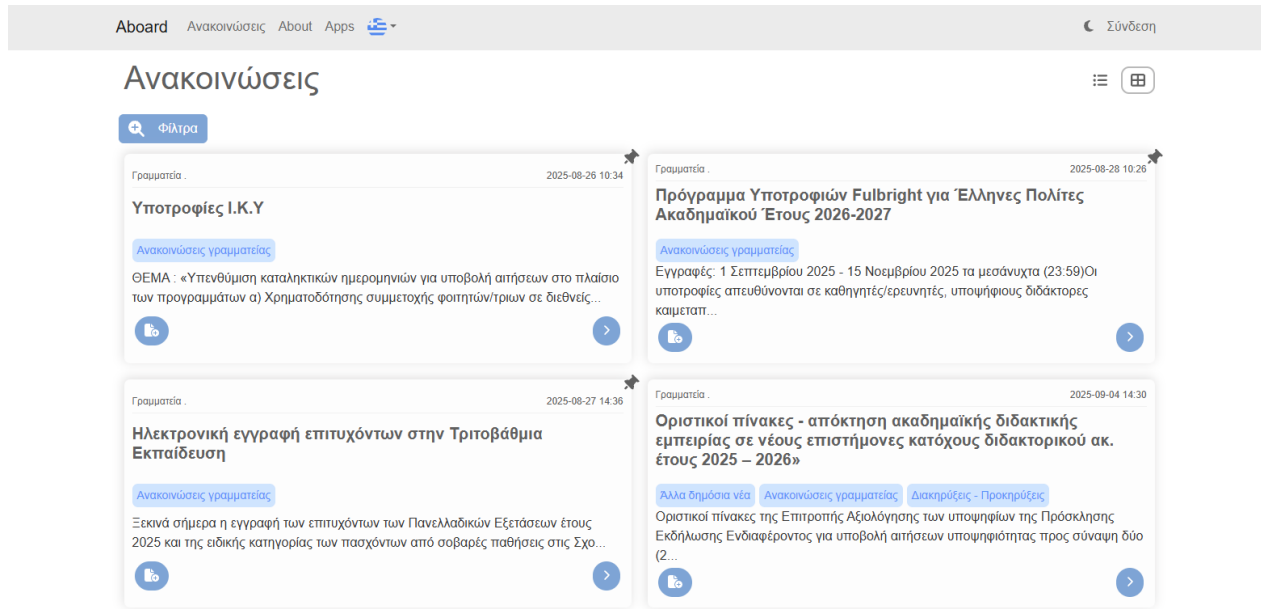 Aboard Ανακοινώσεις About Apps Σύνδεση
Ανακοινώσεις
Φίλτρα
Γραμματεία . 2025-08-26 10:34
Υποτροφίες Ι.Κ.Υ
Ανακοινώσεις γραμματείας
ΘΕΜΑ : «Υπενθύμιση καταληκτικών ημερομηνιών για υποβολή αιτήσεων στο πλαίσιο
των προγραμμάτων α) Χρηματοδότησης συμμετοχής φοιτητών/τριων σε διεθνείς...
Γραμματεία . 2025-08-28 10:26
Πρόγραμμα Υποτροφιών Fulbright για Έλληνες Πολίτες
Ακαδημαϊκού Έτους 2026-2027
Ανακοινώσεις γραμματείας
Εγγραφές: 1 Σεπτεμβρίου 2025 - 15 Νοεμβρίου 2025 τα μεσάνυχτα (23:59)Οι
υποτροφίες απευθύνονται σε καθηγητές/ερευνητές, υποψήφιους διδάκτορες
καιμεταπ...
Γραμματεία . 2025-08-27 14:36
Ηλεκτρονική εγγραφή επιτυχόντων στην Τριτοβάθμια
Εκπαίδευση
Ανακοινώσεις γραμματείας
Ξεκινά σήμερα η εγγραφή των επιτυχόντων των Πανελλαδικών Εξετάσεων έτους
2025 και της ειδικής κατηγορίας των πασχόντων από σοβαρές παθήσεις στις Σχο...
Γραμματεία . 2025-09-04 14:30
Οριστικοί πίνακες - απόκτηση ακαδημαϊκής διδακτικής
εμπειρίας σε νέους επιστήμονες κατόχους διδακτορικού ακ.
έτους 2025 – 2026»
Άλλα δημόσια νέα Ανακοινώσεις γραμματείας Διακηρύξεις - Προκηρύξεις
Οριστικοί πίνακες της Επιτροπής Αξιολόγησης των υποψηφίων της Πρόσκλησης
Εκδήλωσης Ενδιαφέροντος για υποβολή αιτήσεων υποψηφιότητας προς σύναψη δύο
(2...